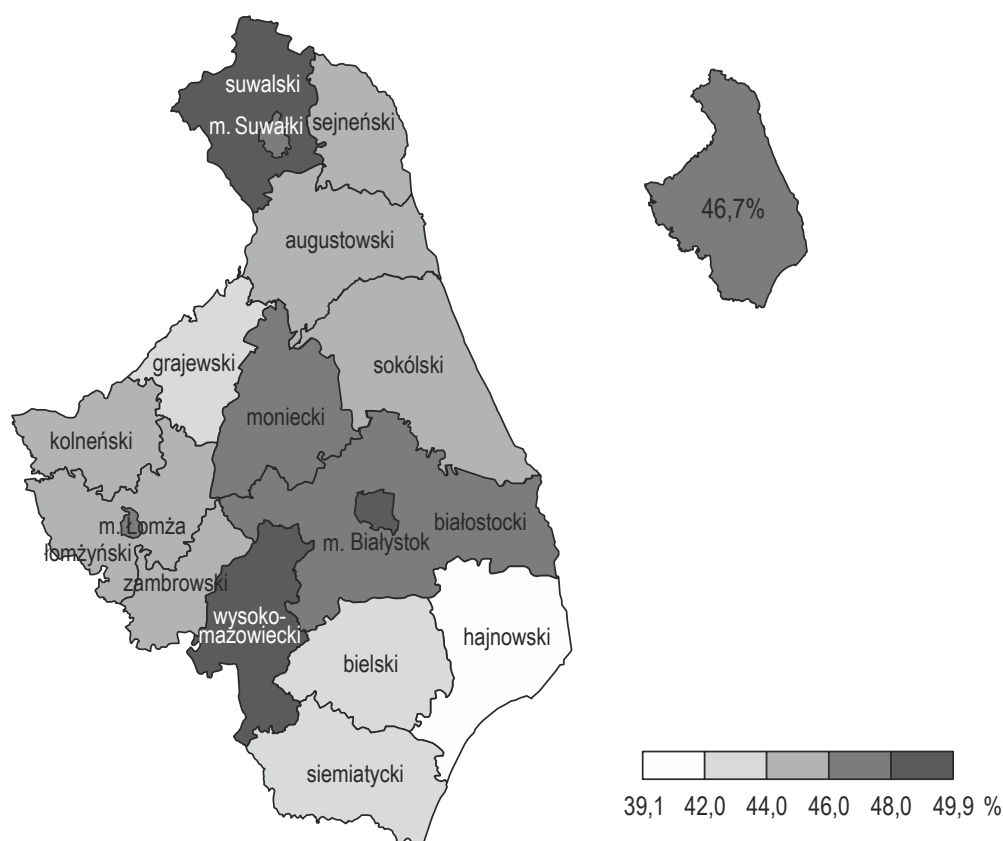 suwalski
m. Suwałki
sejneński
46,7%
augustowski
grajewski
sokólski
moniecki
kolneński
m. Łomża
białostocki
m. Białystok
łomżyński
zambrowski
wysoko-
mazowiecki
hajnowski
bielski
siemiatycki
39,1 42,0 44,0 46,0 48,0 49,9 %